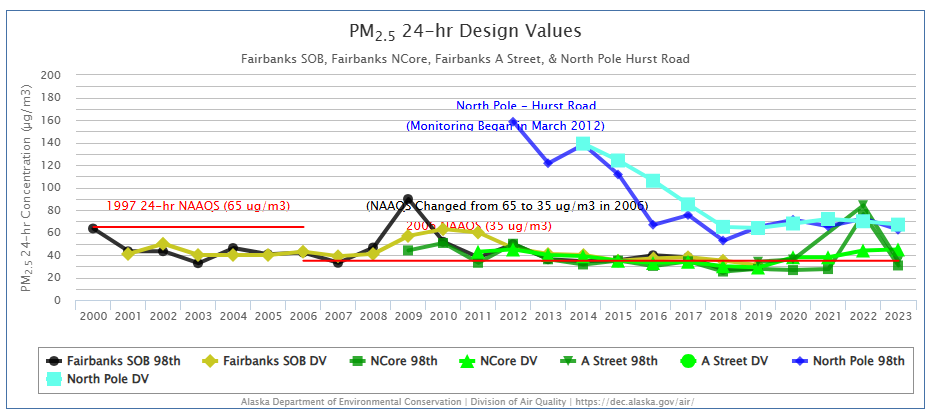 PM2.5 24-hr Design Values
Fairbanks SOB, Fairbanks NCore, Fairbanks A Street, & North Pole Hurst Road
PM2.5 24-hr Concentration (µg/m3)
200
180
160
140
120
100
80
60
40
20
0
North Pole - Hurst Road
(Monitoring Began in March 2012)
1997 24-hr NAAQS (65 ug/m3)
(NAAQS Changed from 65 to 35 ug/m3 in 2006)
2006 NAAQS (35 ug/m3)
2000 2001 2002 2003 2004 2005 2006 2007 2008 2009 2010 2011 2012 2013 2014 2015 2016 2017 2018 2019 2020 2021 2022 2023
Fairbanks SOB 98th Fairbanks SOB DV NCore 98th NCore DV A Street 98th A Street DV North Pole 98th
North Pole DV
Alaska Department of Environmental Conservation | Division of Air Quality | https://dec.alaska.gov/air/